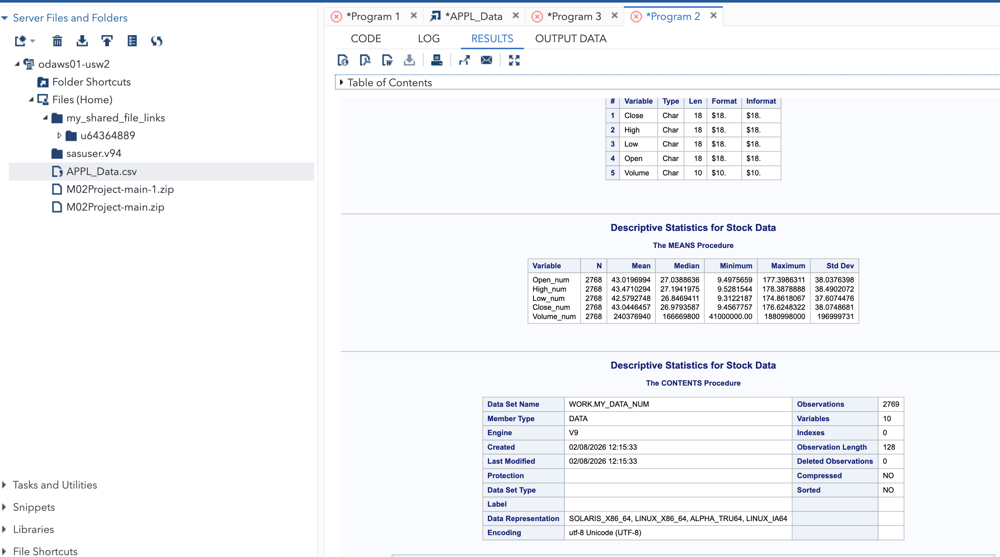 Server Files and Folders
odaws01-usw2
Folder Shortcuts
Files (Home)
my_shared_file_links
u64364889
sasuser.v94
APPL_Data.csv
M02Project-main-1.zip
M02Project-main.zip
Tasks and Utilities
Snippets
Libraries
File Shortcuts
*Program 1 *APPL_Data *Program 3 *Program 2
CODE LOG RESULTS OUTPUT DATA
Table of Contents
# Variable Type Len Format Informat
1 Close Char 18 $18. $18.
2 High Char 18 $18. $18.
3 Low Char 18 $18. $18.
4 Open Char 18 $18. $18.
5 Volume Char 10 $10. $10.
Descriptive Statistics for Stock Data
The MEANS Procedure
Variable N Mean Median Minimum Maximum Std Dev
Open_num 2768 43.0196994 27.0388636 9.4975659 177.3986311 38.0376398
High_num 2768 43.4710294 27.1941975 9.5281544 178.3878888 38.4902072
Low_num 2768 42.5792748 26.8469411 9.3122187 174.8618067 37.6074476
Close_num 2768 43.0446457 26.9793587 9.4567757 176.6248322 38.0748681
Volume_num 2768 240376940 166669800 41000000.00 1880998000 196999731
Descriptive Statistics for Stock Data
The CONTENTS Procedure
Data Set Name WORK.MY_DATA_NUM Observations 2769
Member Type DATA Variables 10
Engine V9 Indexes 0
Created 02/08/2026 12:15:33 Observation Length 128
Last Modified 02/08/2026 12:15:33 Deleted Observations 0
Protection Compressed NO
Data Set Type Sorted NO
Label
Data Representation SOLARIS_X86_64, LINUX_X86_64, ALPHA_TRU64, LINUX_IA64
Encoding utf-8 Unicode (UTF-8)